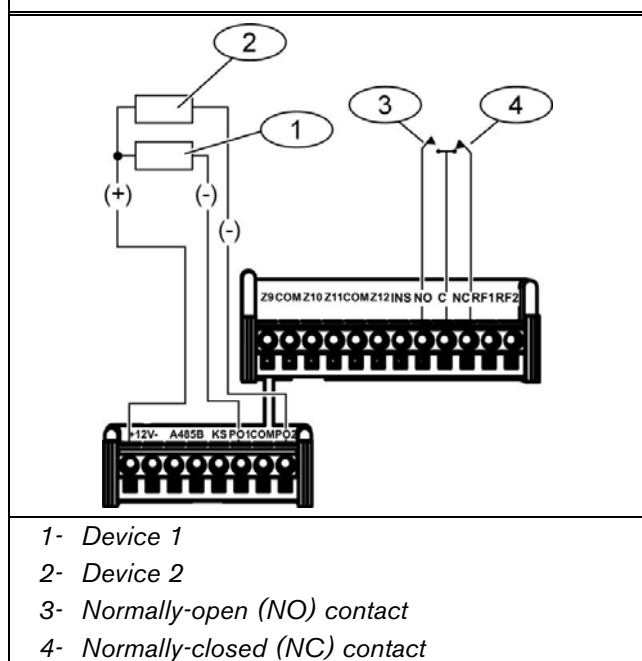 2
3
4
1
(+)
(-)
(-)
Z9 COM Z10 Z11 COM Z12 INS NO C NC RF1 RF2
+12V- A485B KS PO1 COM PO2
1- Device 1
2- Device 2
3- Normally-open (NO) contact
4- Normally-closed (NC) contact